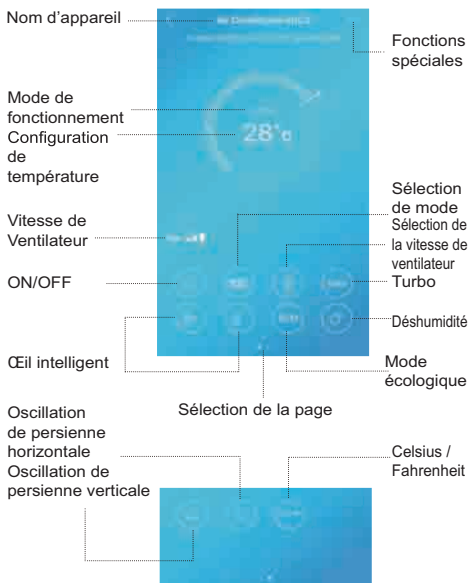 Nom d’appareil
Fonctions
spéciales
Mode de
fonctionnement
Configuration
de
température
28°c
Sélection
de mode
Sélection de
la vitesse de
ventilateur
Vitesse de
Ventilateur
ON/OFF
Turbo
Déshumidité
Œil intelligent
Mode
écologique
Sélection de la page
Oscillation
de persienne
horizontale
Oscillation de
persienne verticale
Celsius /
Fahrenheit